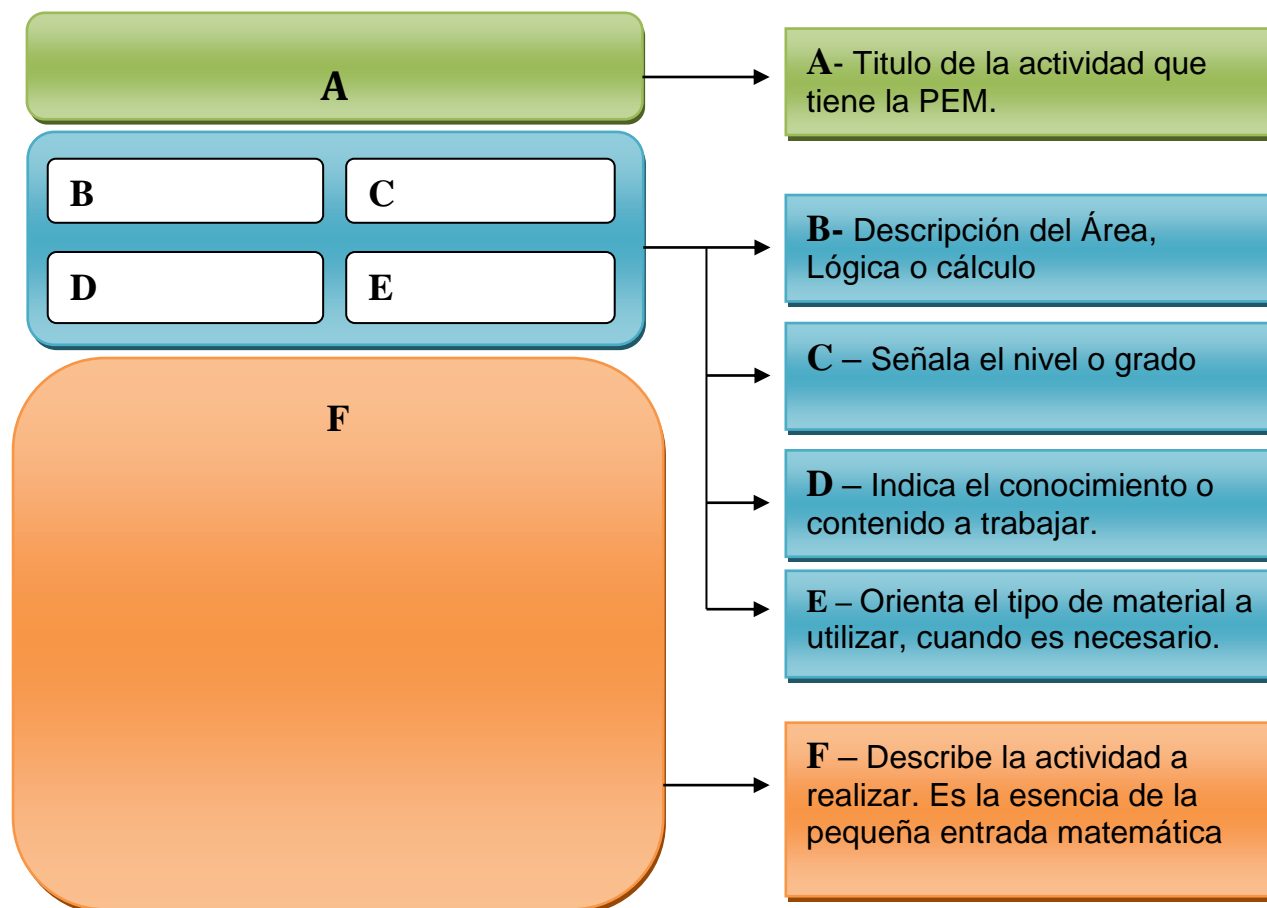 A
B
C
D
E
F
A- Titulo de la actividad que
tiene la PEM.
B- Descripción del Área,
Lógica o cálculo
C – Señala el nivel o grado
D – Indica el conocimiento o
contenido a trabajar.
E – Orienta el tipo de material a
utilizar, cuando es necesario.
F – Describe la actividad a
realizar. Es la esencia de la
pequeña entrada matemática